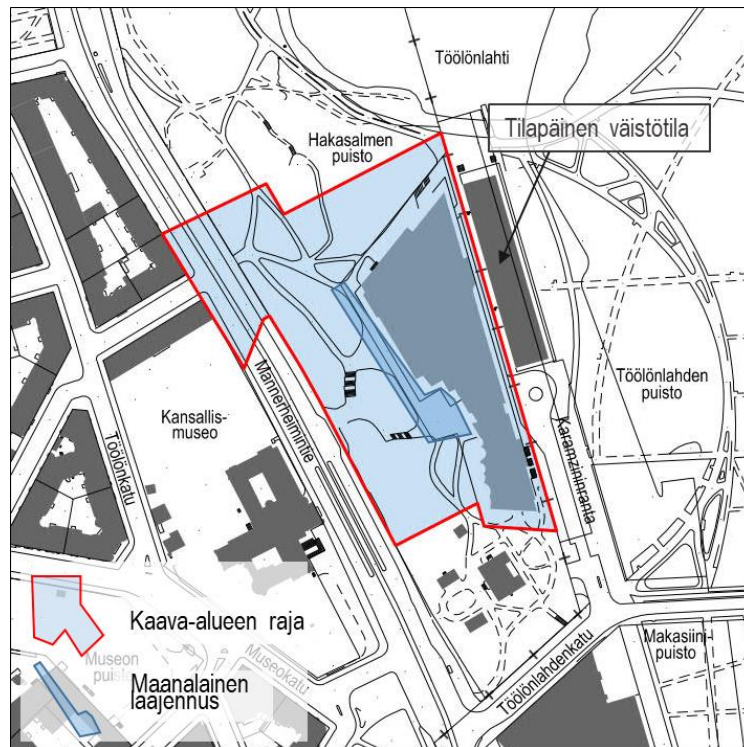 Töölönlahti
Hakasalmen
puisto
Tilapäinen väistötila
Töölönlahden
puisto
Kansallis-
museo
Mannerheimintie
Töölönkatu
Karamzininranta
Kaava-alueen raja
Museon
puisto
Museokatu
Maanalainen
laajennus
Töölönlahdenkatu
Makasiini-
puisto